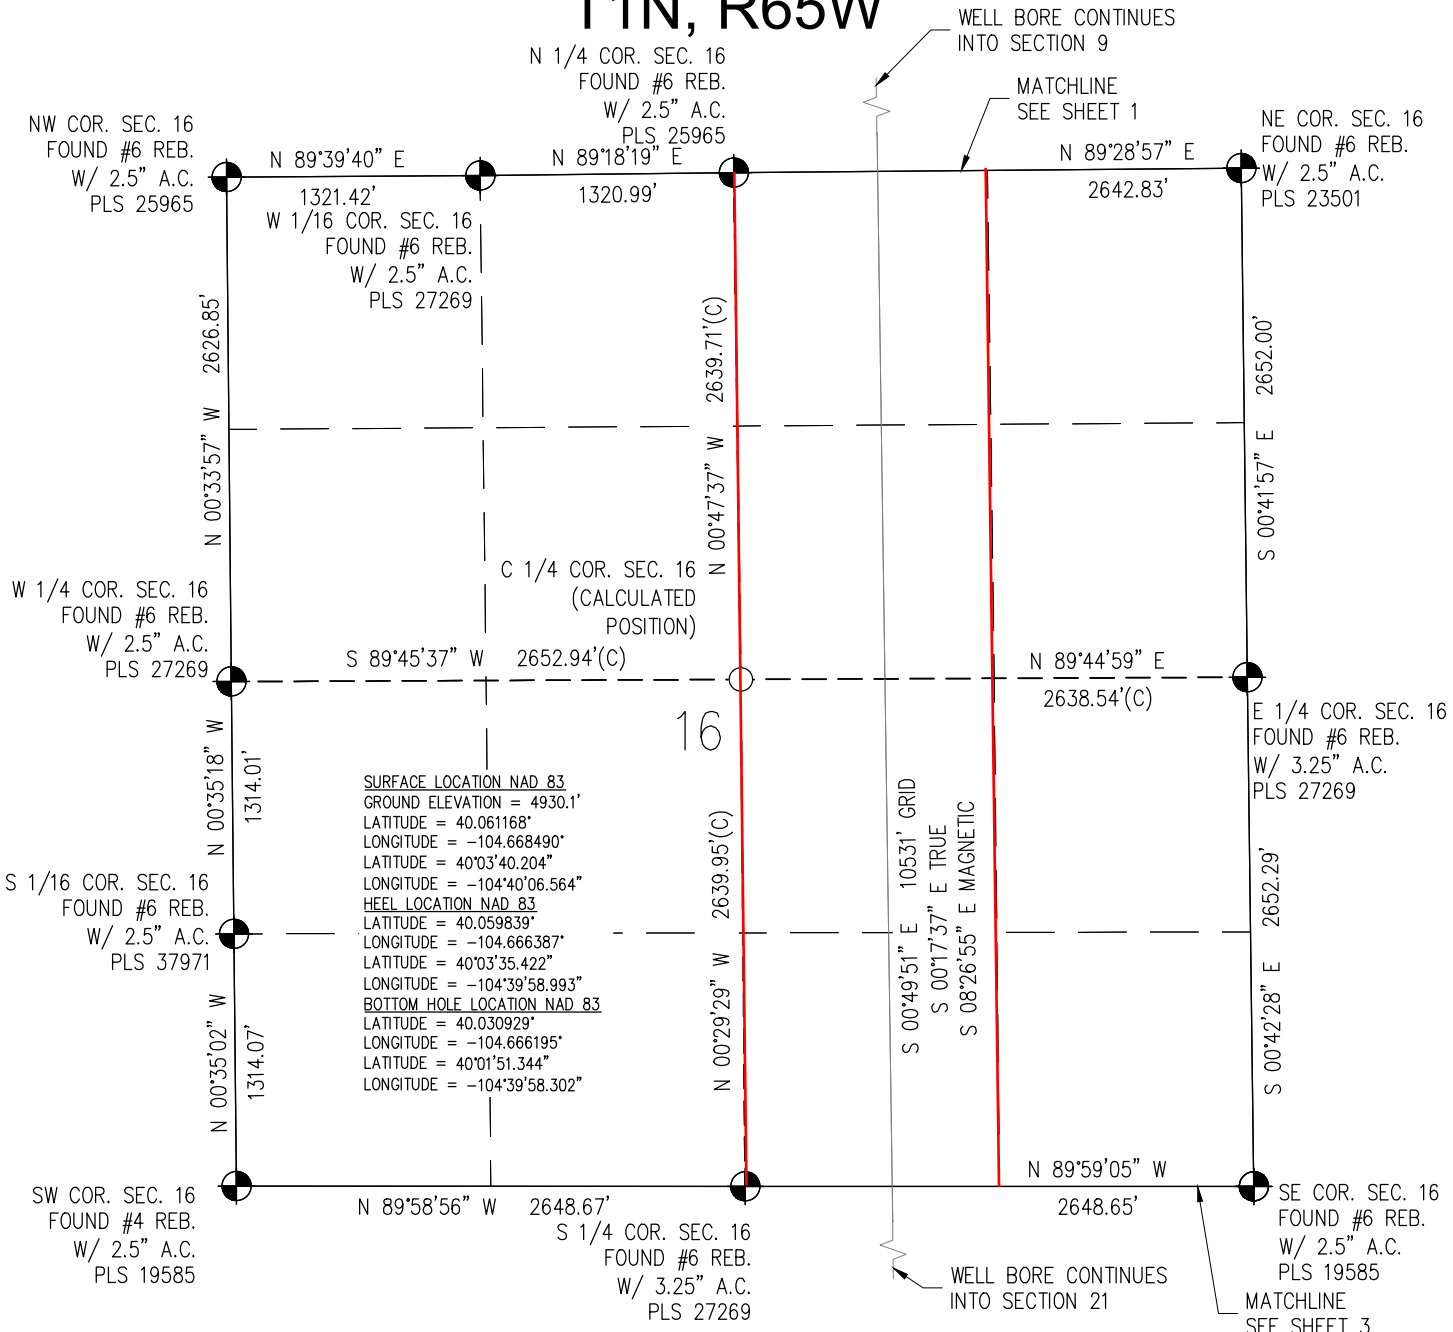 T1N, R65W
WELL BORE CONTINUES
INTO SECTION 9
N 1/4 COR. SEC. 16
FOUND #6 REB.
W/ 2.5" A.C.
PLS 25965
MATCHLINE
SEE SHEET 1
NW COR. SEC. 16
FOUND #6 REB.
W/ 2.5" A.C.
PLS 25965
NE COR. SEC. 16
FOUND #6 REB.
W/ 2.5" A.C.
PLS 23501
N 89°39'40" E
1321.42'
N 89°18'19" E
1320.99'
N 89°28'57" E
2642.83'
W 1/16 COR. SEC. 16
FOUND #6 REB.
W/ 2.5" A.C.
PLS 27269
N 00°33'57" W 2626.85'
N 00°47'37" W 2639.71'(C)
S 00°41'57" E 2652.00'
C 1/4 COR. SEC. 16
(CALCULATED
POSITION)
W 1/4 COR. SEC. 16
FOUND #6 REB.
W/ 2.5" A.C.
PLS 27269
S 89°45'37" W 2652.94'(C)
N 89°44'59" E
2638.54'(C)
16
E 1/4 COR. SEC. 16
FOUND #6 REB.
W/ 3.25" A.C.
PLS 27269
N 00°35'18" W
1314.01'
SURFACE LOCATION NAD 83
GROUND ELEVATION = 4930.1'
LATITUDE = 40.061168°
LONGITUDE = -104.668490°
LATITUDE = 40°03'40.204"
LONGITUDE = -104°40'06.564"
HEEL LOCATION NAD 83
LATITUDE = 40.059839°
LONGITUDE = -104.666387°
LATITUDE = 40°03'35.422"
LONGITUDE = -104°39'58.993"
BOTTOM HOLE LOCATION NAD 83
LATITUDE = 40.030929°
LONGITUDE = -104.666195°
LATITUDE = 40°01'51.344"
LONGITUDE = -104°39'58.302"
S 1/16 COR. SEC. 16
FOUND #6 REB.
W/ 2.5" A.C.
PLS 37971
N 00°29'29" W 2639.95'(C)
S 00°49'51" E 10531' GRID
S 00°17'37" E TRUE
S 08°26'55" E MAGNETIC
S 00°42'28" E 2652.29'
N 00°35'02" W
1314.07'
SW COR. SEC. 16
FOUND #4 REB.
W/ 2.5" A.C.
PLS 19585
N 89°58'56" W 2648.67'
N 89°59'05" W
2648.65'
S 1/4 COR. SEC. 16
FOUND #6 REB.
W/ 3.25" A.C.
PLS 27269
SE COR. SEC. 16
FOUND #6 REB.
W/ 2.5" A.C.
PLS 19585
WELL BORE CONTINUES
INTO SECTION 21
MATCHLINE
SEE SHEET 3